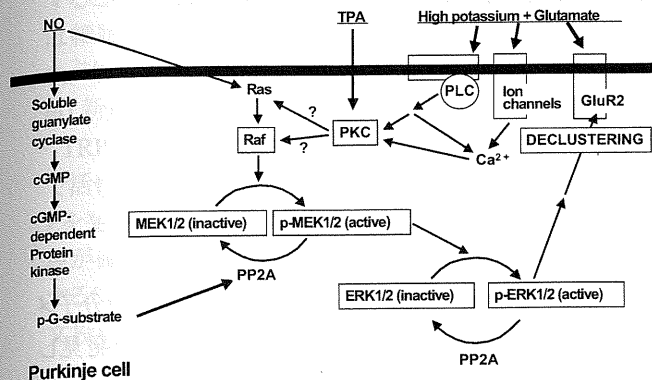 NO
TPA
High potassium + Glutamate
Ras
PLC
Ion
channels
GluR2
Soluble
guanylate
cyclase
?
PKC
Raf
?
DECLUSTERING
Ca2+
cGMP
cGMP-
dependent
Protein
kinase
MEK1/2 (inactive)
p-MEK1/2 (active)
PP2A
ERK1/2 (inactive)
p-ERK1/2 (active)
p-G-substrate
PP2A
Purkinje cell